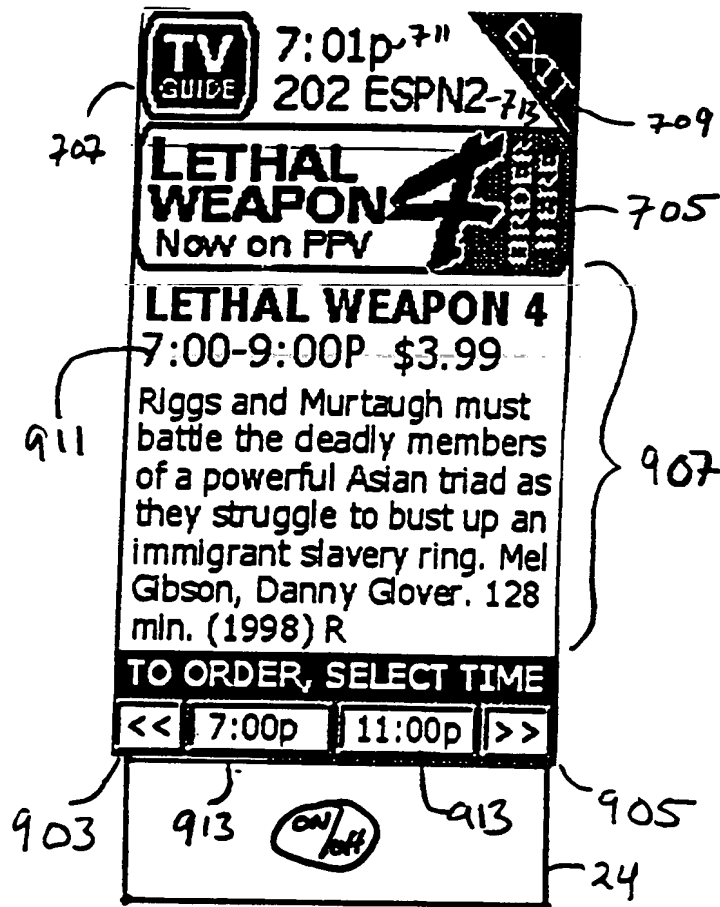 TV GUIDE
7:01p 711
202 ESPN2 713
EXIT
707
709
LETHAL
WEAPON 4
Now on PPV
ORDER HERE
705
LETHAL WEAPON 4
7:00-9:00P $3.99
911
Riggs and Murtaugh must
battle the deadly members
of a powerful Asian triad as
they struggle to bust up an
immigrant slavery ring. Mel
Gibson, Danny Glover. 128
min. (1998) R
907
TO ORDER, SELECT TIME
<< 7:00p 11:00p >>
903 913 913 905
ON/off
24